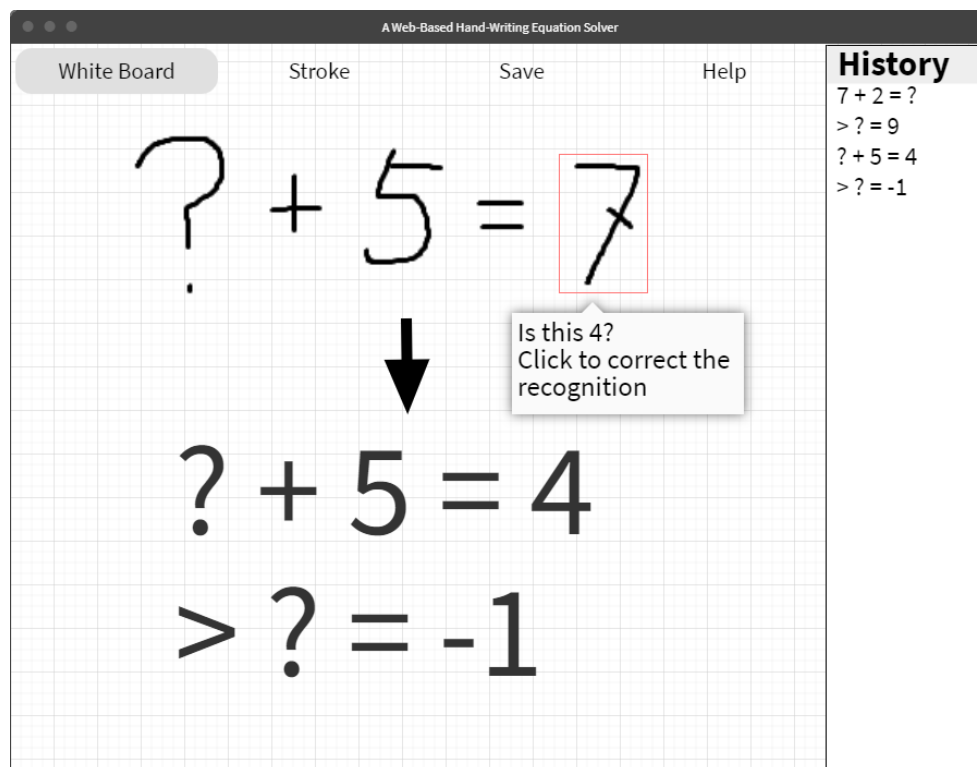 A Web-Based Hand-Writing Equation Solver
White Board Stroke Save Help
? + 5 = 7
Is this 4?
Click to correct the
recognition
? + 5 = 4
> ? = -1
History
7 + 2 = ?
> ? = 9
? + 5 = 4
> ? = -1